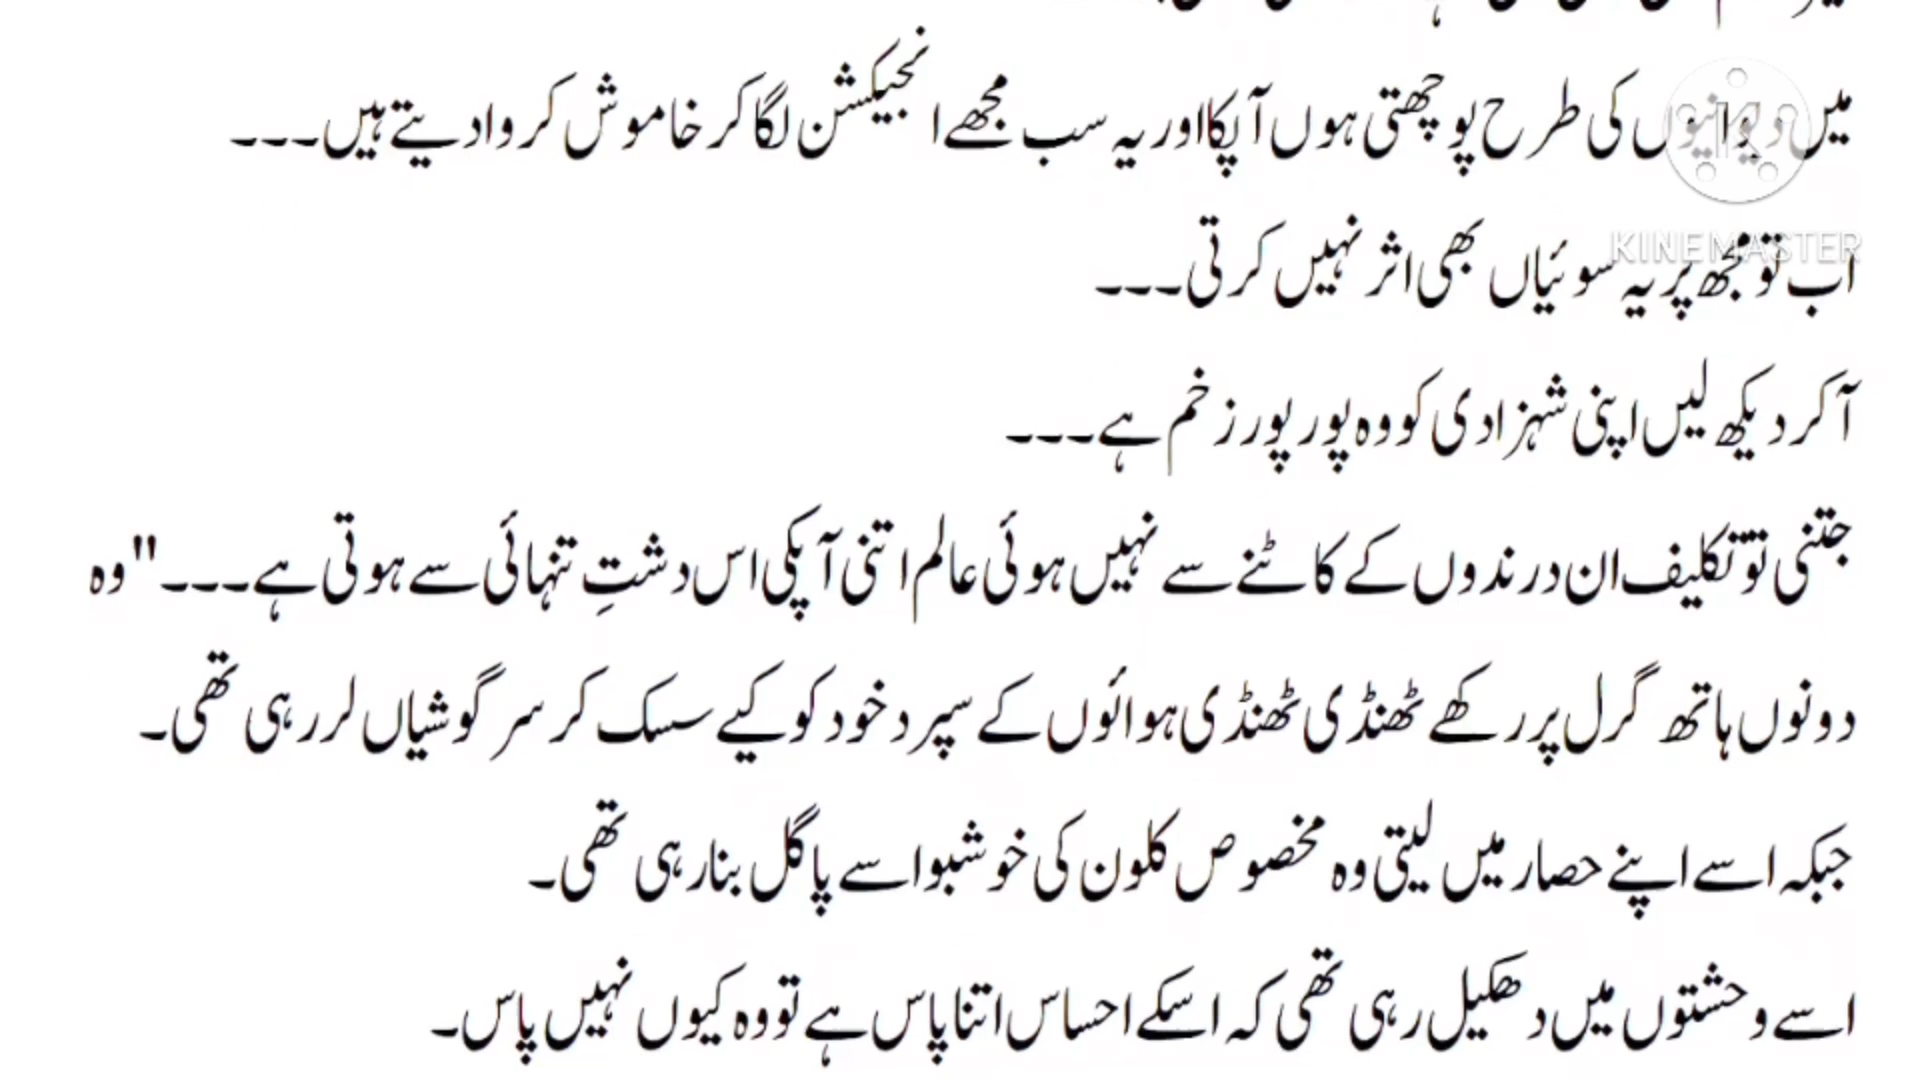 میں دیوانیوں کی طرح پوچھتی ہوں آپکا اور یہ سب مجھے انجیکشن لگا کر خاموش کروا دیتے ہیں۔۔۔
KINEMASTER
اب تو مجھ پر یہ سوئیاں بھی اثر نہیں کرتی۔۔۔
آ کر دیکھ لیں اپنی شہزادی کو وہ پور پور زخم ہے۔۔۔
جتنی تو تکلیف ان درندوں کے کاٹنے سے نہیں ہوئی عالم اتنی آپکی اس دشتِ تنہائی سے ہوتی ہے۔۔۔" وہ
دونوں ہاتھ گرل پر رکھے ٹھنڈی ٹھنڈی ہوائوں کے سپرد خود کو کیے سسک کر سرگوشیاں لر رہی تھی۔
جبکہ اسے اپنے حصار میں لیتی وہ مخصوص کلون کی خوشبو اسے پاگل بنا رہی تھی۔
اسے وحشتوں میں دھکیل رہی تھی کہ اسکے احساس اتنا پاس ہے تو وہ کیوں نہیں پاس۔